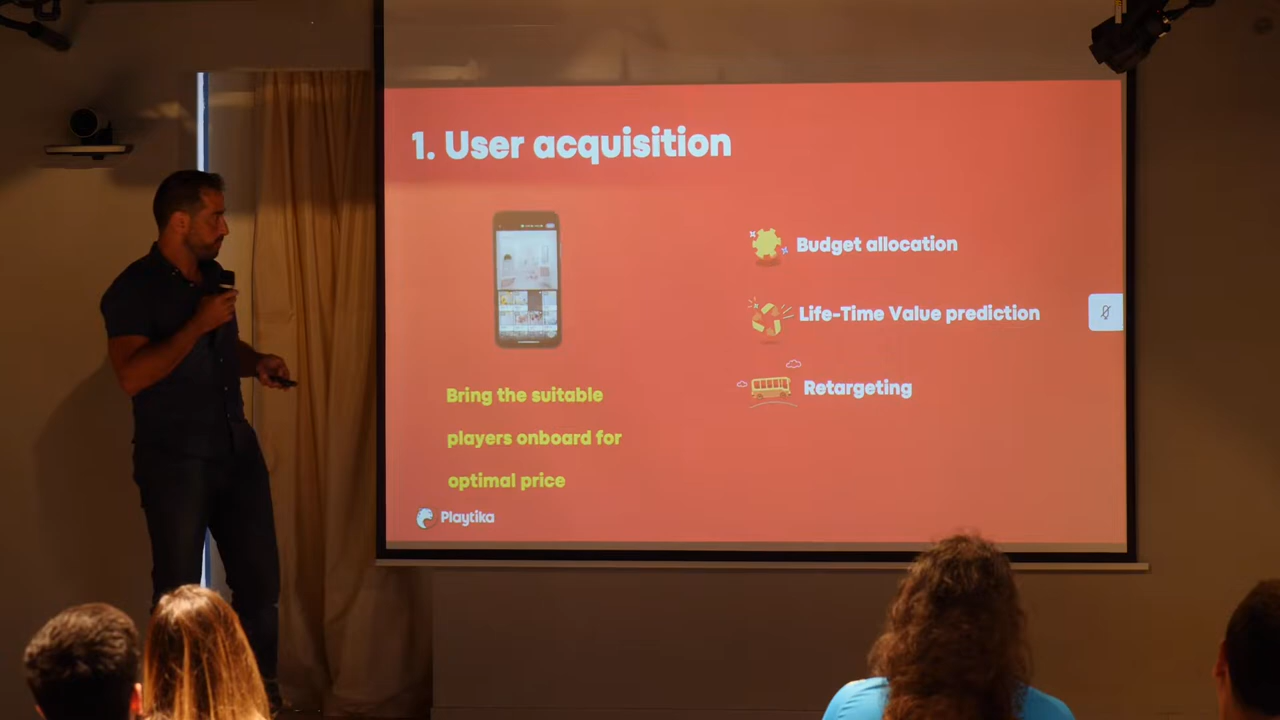 1. User acquisition
Budget allocation
Life-Time Value prediction
Retargeting
Bring the suitable
players onboard for
optimal price
Playtika